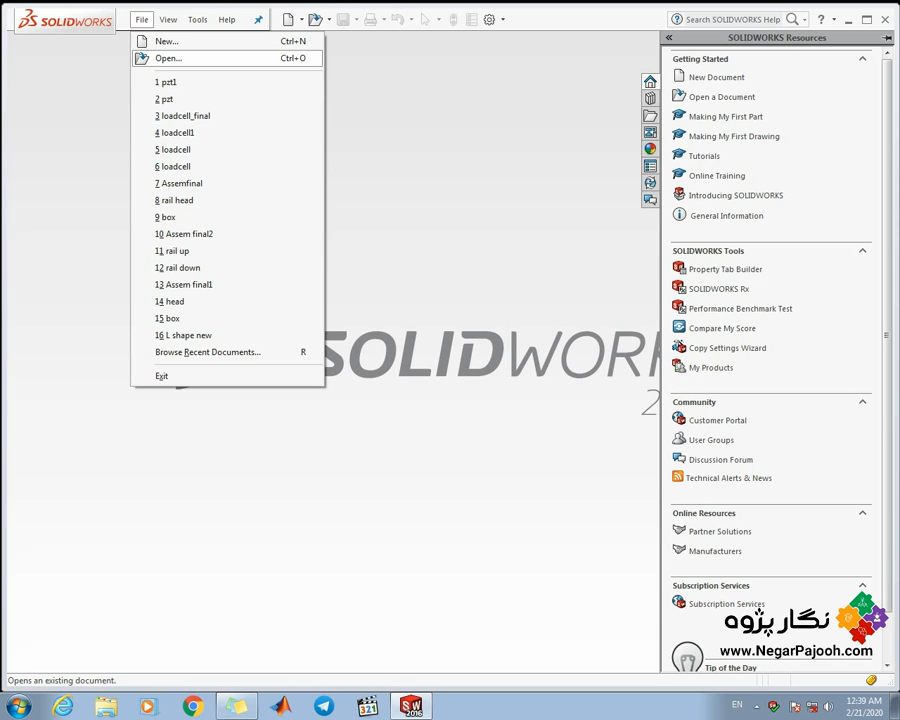 SOLIDWORKS
File View Tools Help
Search SOLIDWORKS Help
New... Ctrl+N
Open... Ctrl+O
1 pzt1
2 pzt
3 loadcell_final
4 loadcell1
5 loadcell
6 loadcell
7 Assemfinal
8 rail head
9 box
10 Assem final2
11 rail up
12 rail down
13 Assem final1
14 head
15 box
16 L shape new
Browse Recent Documents... R
Exit
SOLIDWOR
2
SOLIDWORKS Resources
Getting Started
New Document
Open a Document
Making My First Part
Making My First Drawing
Tutorials
Online Training
Introducing SOLIDWORKS
General Information
SOLIDWORKS Tools
Property Tab Builder
SOLIDWORKS Rx
Performance Benchmark Test
Compare My Score
Copy Settings Wizard
My Products
Community
Customer Portal
User Groups
Discussion Forum
Technical Alerts & News
Online Resources
Partner Solutions
Manufacturers
Subscription Services
Subscription Services
نگار پژوه
www.NegarPajooh.com
Tip of the Day
Opens an existing document.
321
SW
2016
EN
12:39 AM
2/21/2020